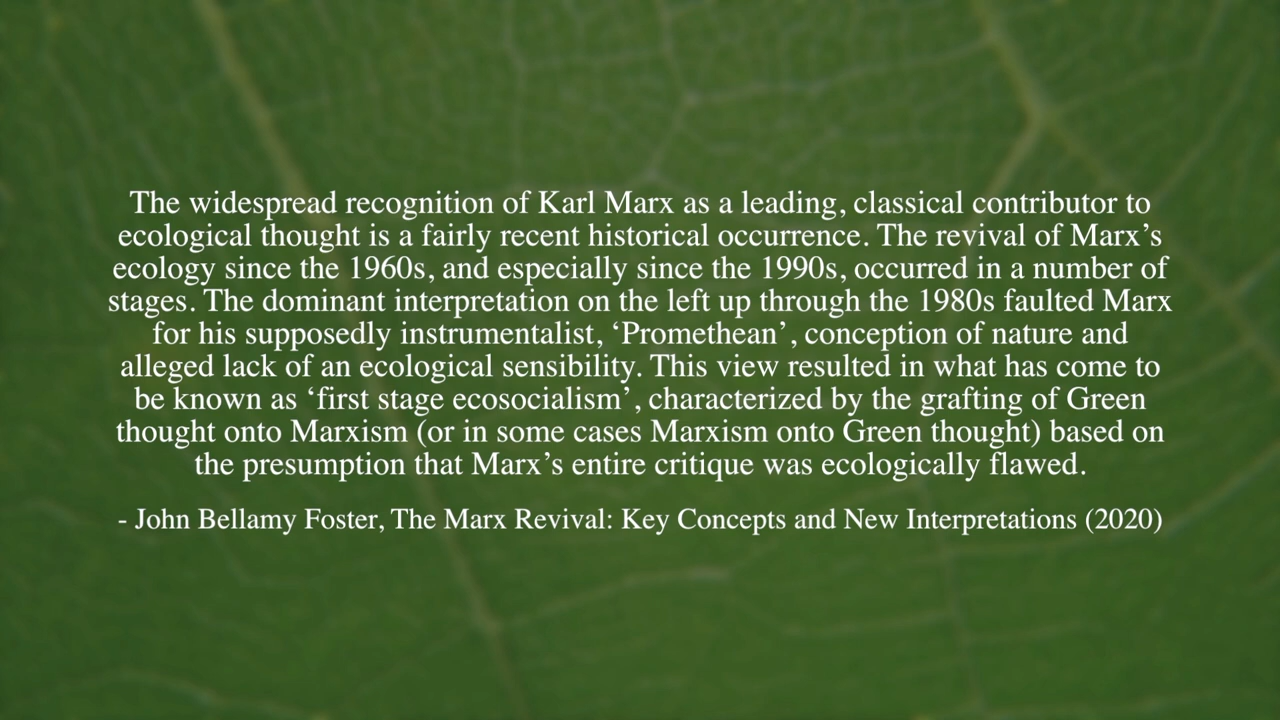 The widespread recognition of Karl Marx as a leading, classical contributor to
ecological thought is a fairly recent historical occurrence. The revival of Marx’s
ecology since the 1960s, and especially since the 1990s, occurred in a number of
stages. The dominant interpretation on the left up through the 1980s faulted Marx
for his supposedly instrumentalist, ‘Promethean’, conception of nature and
alleged lack of an ecological sensibility. This view resulted in what has come to
be known as ‘first stage ecosocialism’, characterized by the grafting of Green
thought onto Marxism (or in some cases Marxism onto Green thought) based on
the presumption that Marx’s entire critique was ecologically flawed.
- John Bellamy Foster, The Marx Revival: Key Concepts and New Interpretations (2020)